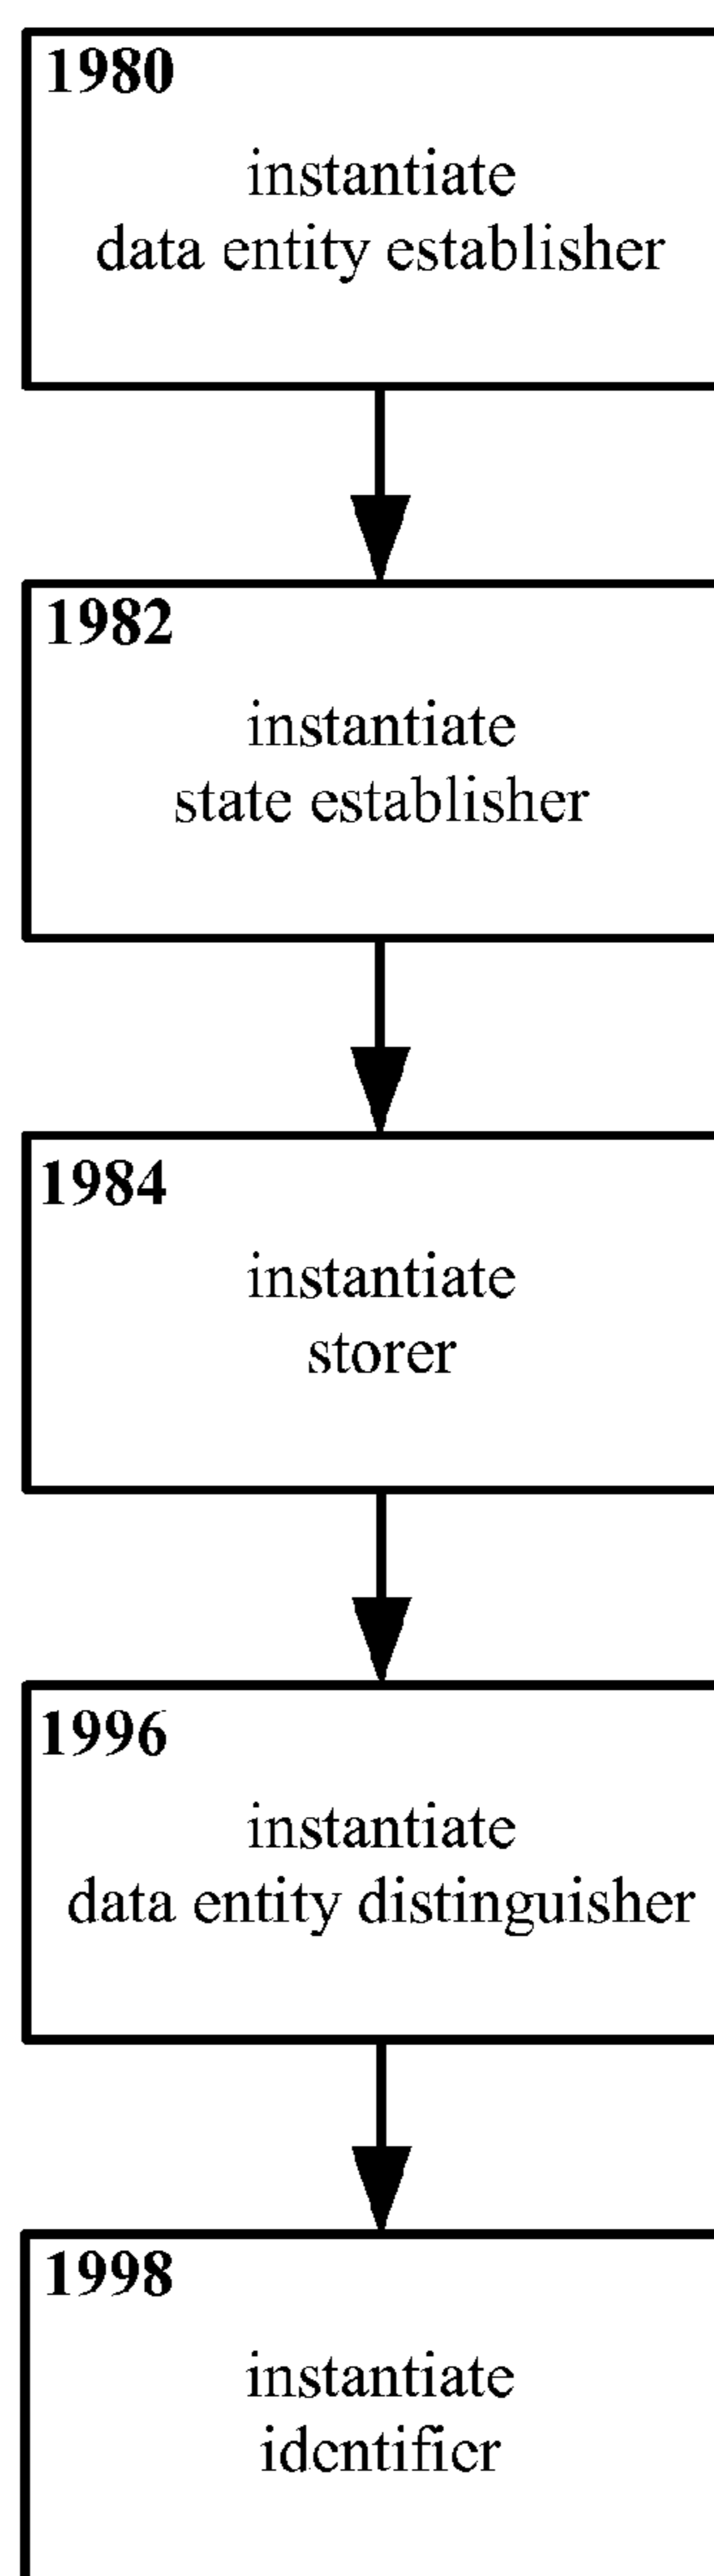 1980
instantiate
data entity establisher
1982
instantiate
state establisher
1984
instantiate
storer
1996
instantiate
data entity distinguisher
1998
instantiate
identifier